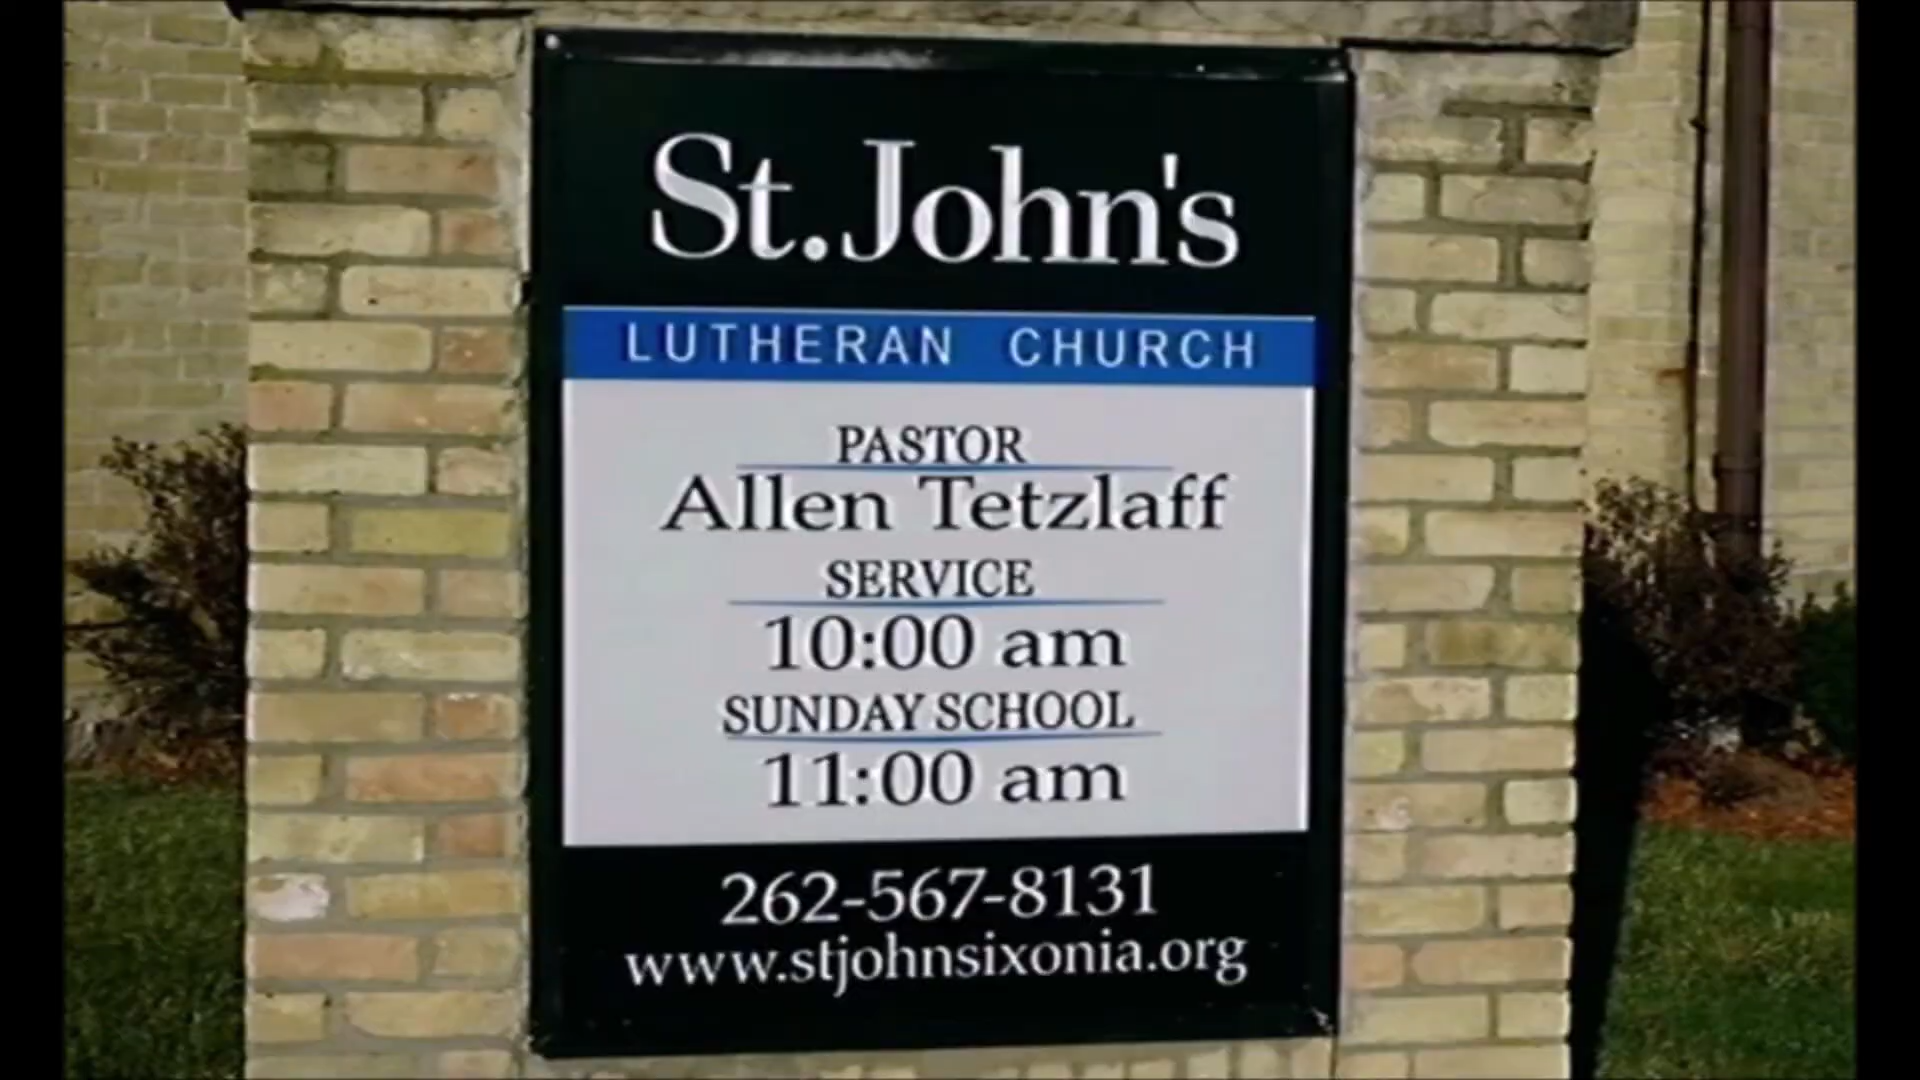 St.John's
LUTHERAN CHURCH
PASTOR
Allen Tetzlaff
SERVICE
10:00 am
SUNDAY SCHOOL
11:00 am
262-567-8131
www.stjohnsixonia.org